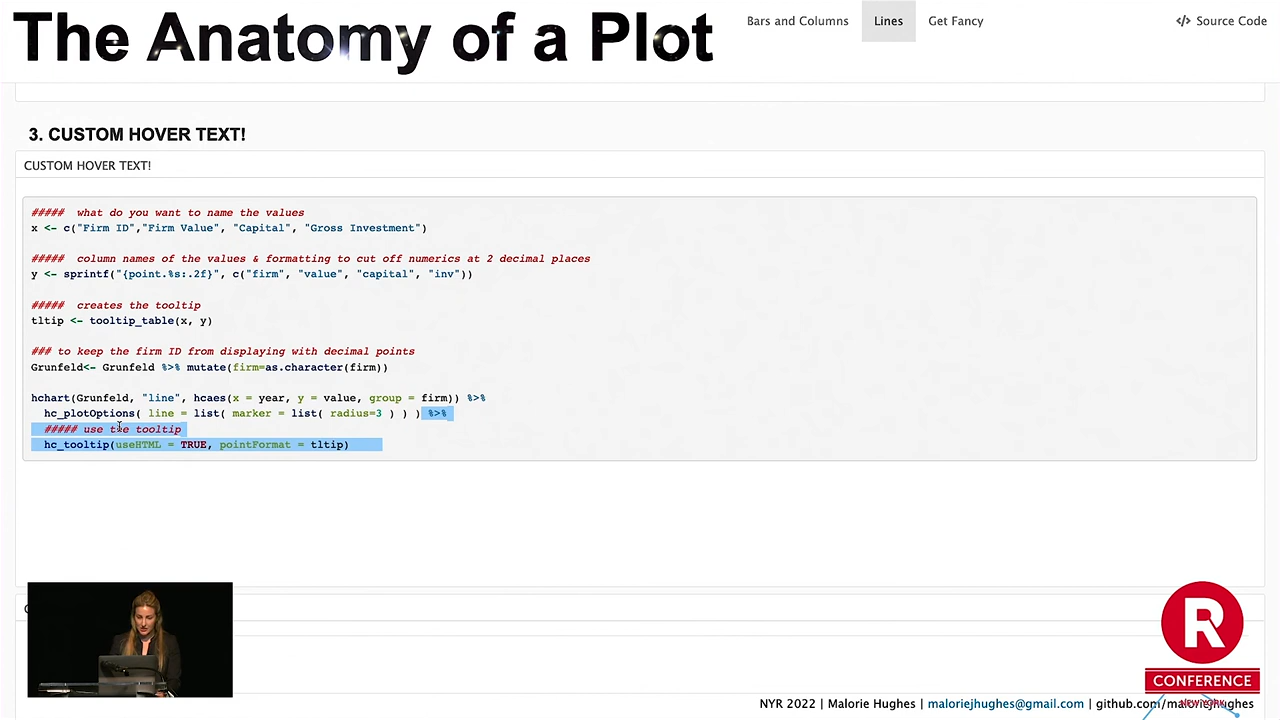 The Anatomy of a Plot
Bars and Columns
Lines
Get Fancy
</> Source Code
3. CUSTOM HOVER TEXT!
CUSTOM HOVER TEXT!
##### what do you want to name the values
x <- c("Firm ID","Firm Value", "Capital", "Gross Investment")
##### column names of the values & formatting to cut off numerics at 2 decimal places
y <- sprintf("{point.%s:.2f}", c("firm", "value", "capital", "inv"))
##### creates the tooltip
tltip <- tooltip_table(x, y)
### to keep the firm ID from displaying with decimal points
Grunfeld<- Grunfeld %>% mutate(firm=as.character(firm))
hchart(Grunfeld, "line", hcaes(x = year, y = value, group = firm)) %>%
hc_plotOptions( line = list( marker = list( radius=3 ) ) ) %>%
##### use the tooltip
hc_tooltip(useHTML = TRUE, pointFormat = tltip)
R
CONFERENCE
NEW YORK
NYR 2022 | Malorie Hughes | maloriejhughes@gmail.com | github.com/maloriejhughes